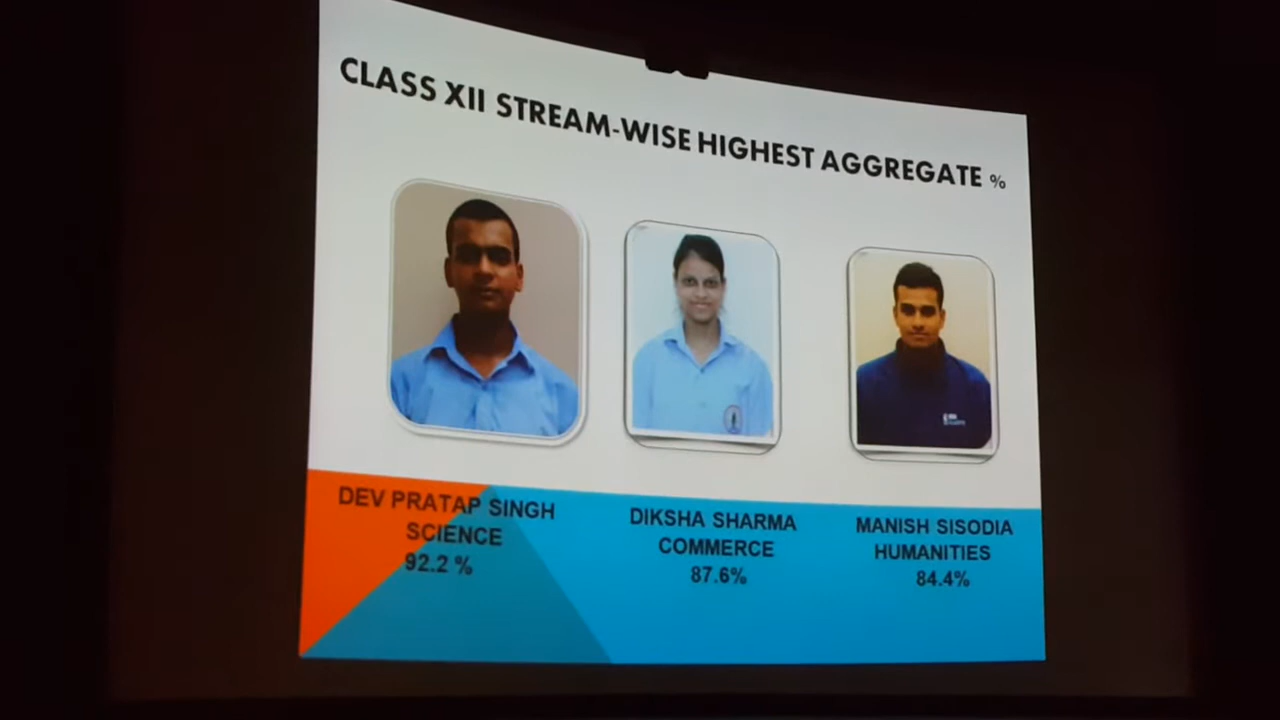 CLASS XII STREAM-WISE HIGHEST AGGREGATE %
DEV PRATAP SINGH
SCIENCE
92.2 %
DIKSHA SHARMA
COMMERCE
87.6%
MANISH SISODIA
HUMANITIES
84.4%